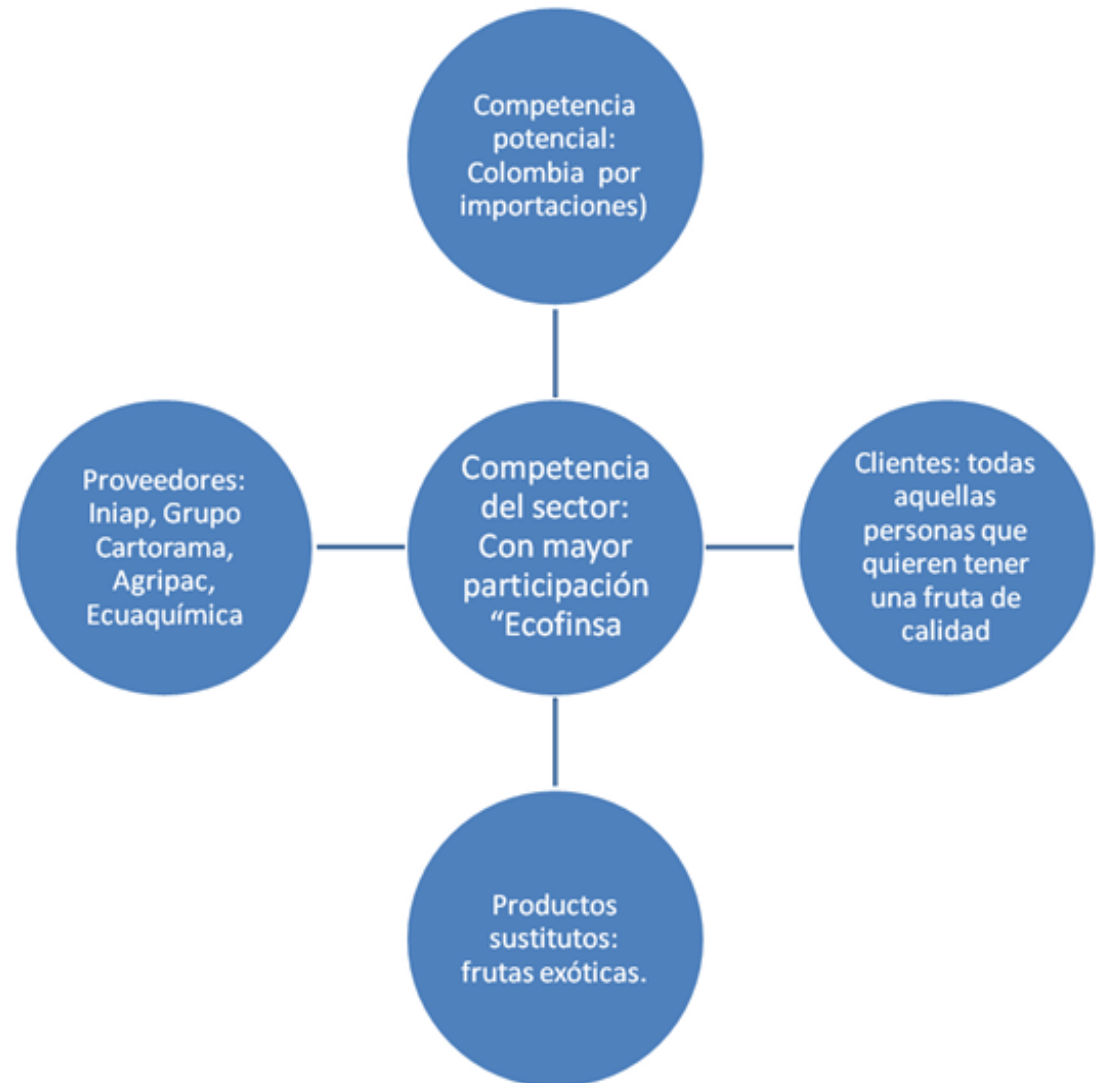 Competencia
potencial:
Colombia  por
importaciones)
Proveedores:
Iniap, Grupo
Cartorama,
Agripac,
Ecuaquímica
Competencia
del sector:
Con mayor
participación
“Ecofinsa
Clientes: todas
aquellas
personas que
quieren tener
una fruta de
calidad
Productos
sustitutos:
frutas exóticas.